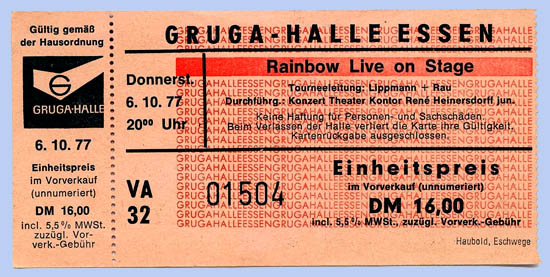 Gültig gemäß
der Hausordnung
G
GRUGA-HALLE
6. 10. 77
Einheitspreis
im Vorverkauf
(unnumeriert)
DM 16,00
incl. 5,5 % MWSt.
zuzügl. Vor-
verk.-Gebühr
GRUGA-HALLE ESSEN
Donnerst.
6. 10. 77
20⁰⁰ Uhr
Rainbow Live on Stage
Tourneeleitung: Lippmann + Rau
Durchführg.: Konzert Theater Kontor René Heinersdorff jun.
Keine Haftung für Personen- und Sachschäden.
Beim Verlassen der Halle verliert die Karte ihre Gültigkeit.
Kartenrückgabe ausgeschlossen.
VA
32
01504
Einheitspreis
im Vorverkauf (unnumeriert)
DM 16,00
incl. 5,5 % MWSt., zuzügl. Vorverk.-Gebühr
GRUGAHALLEESSENGRUGAHALLEESSENGRUGAHALLEESSEN
Haubold, Eschwege